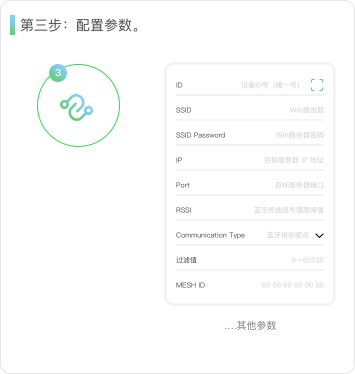 第三步：配置参数。
3
ID 设备ID号（唯一号）
SSID Wifi路由器
SSID Password Wifi路由器密码
IP 目标服务器 IP 地址
Port 目标服务器端口
RSSI 蓝牙终端信号强度阈值
Communication Type 蓝牙接收频点
过滤值 0--65535
MESH ID 00 00 00 00 00 00
....其他参数